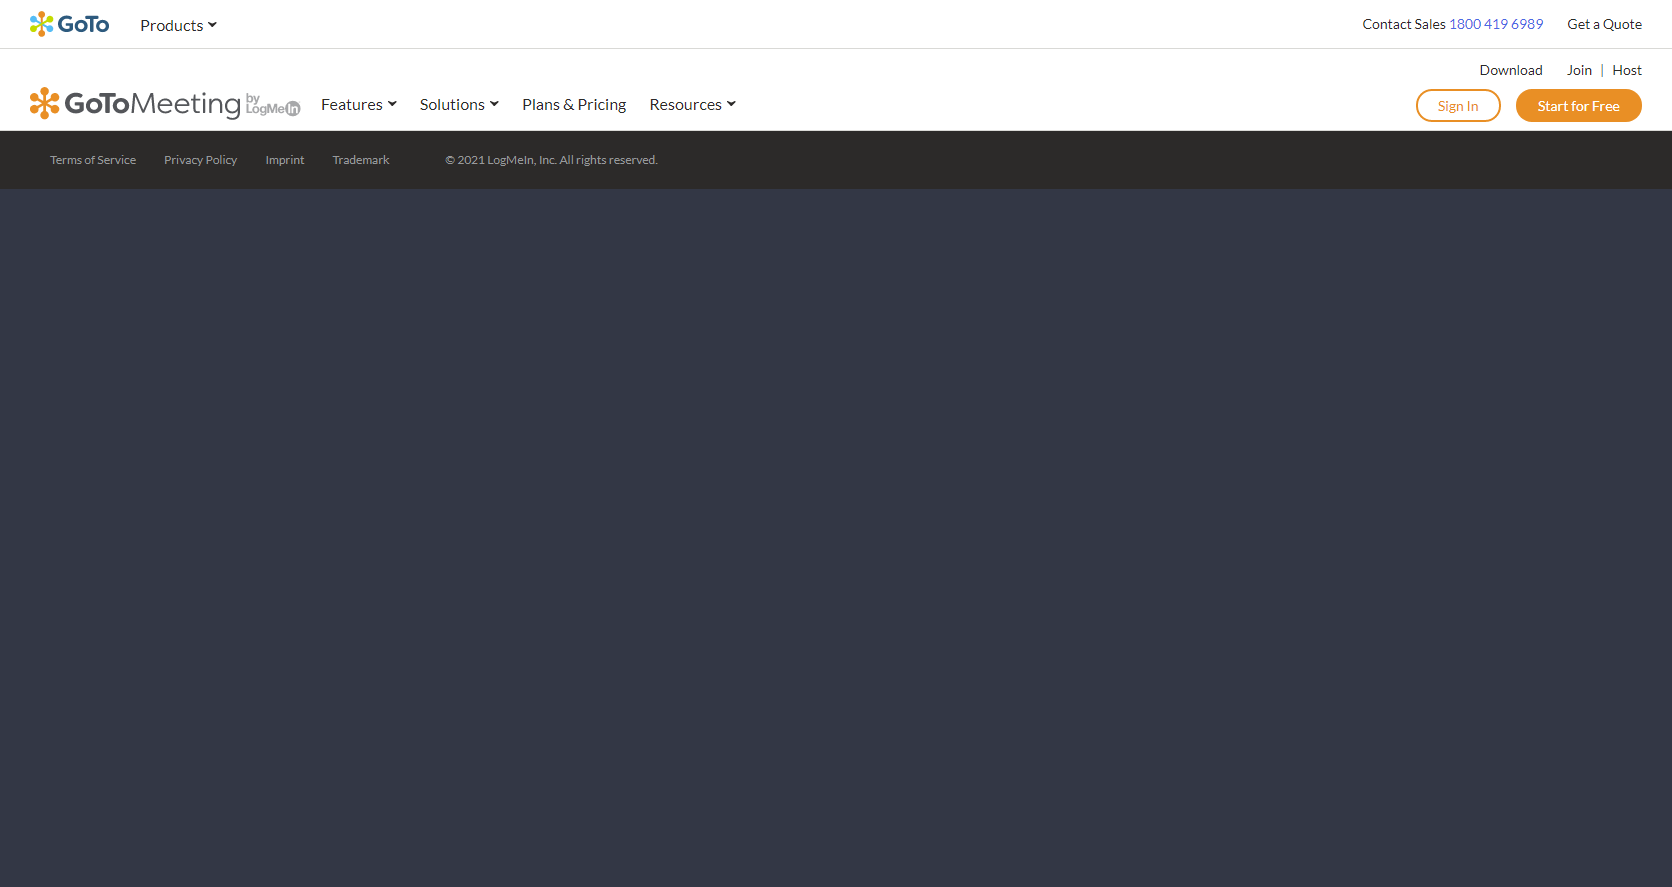 GoTo Products Contact Sales 1800 419 6989 Get a Quote
Download Join | Host
GoToMeeting by LogMeIn Features Solutions Plans & Pricing Resources Sign In Start for Free
Terms of Service Privacy Policy Imprint Trademark © 2021 LogMeIn, Inc. All rights reserved.